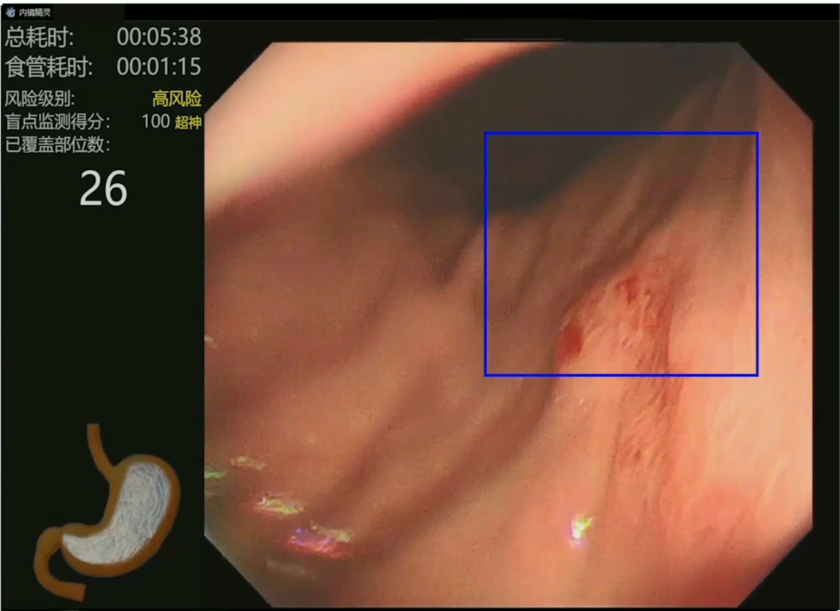 内镜精灵
总耗时: 00:05:38
食管耗时: 00:01:15
风险级别: 高风险
盲点监测得分: 100 超神
已覆盖部位数:
26